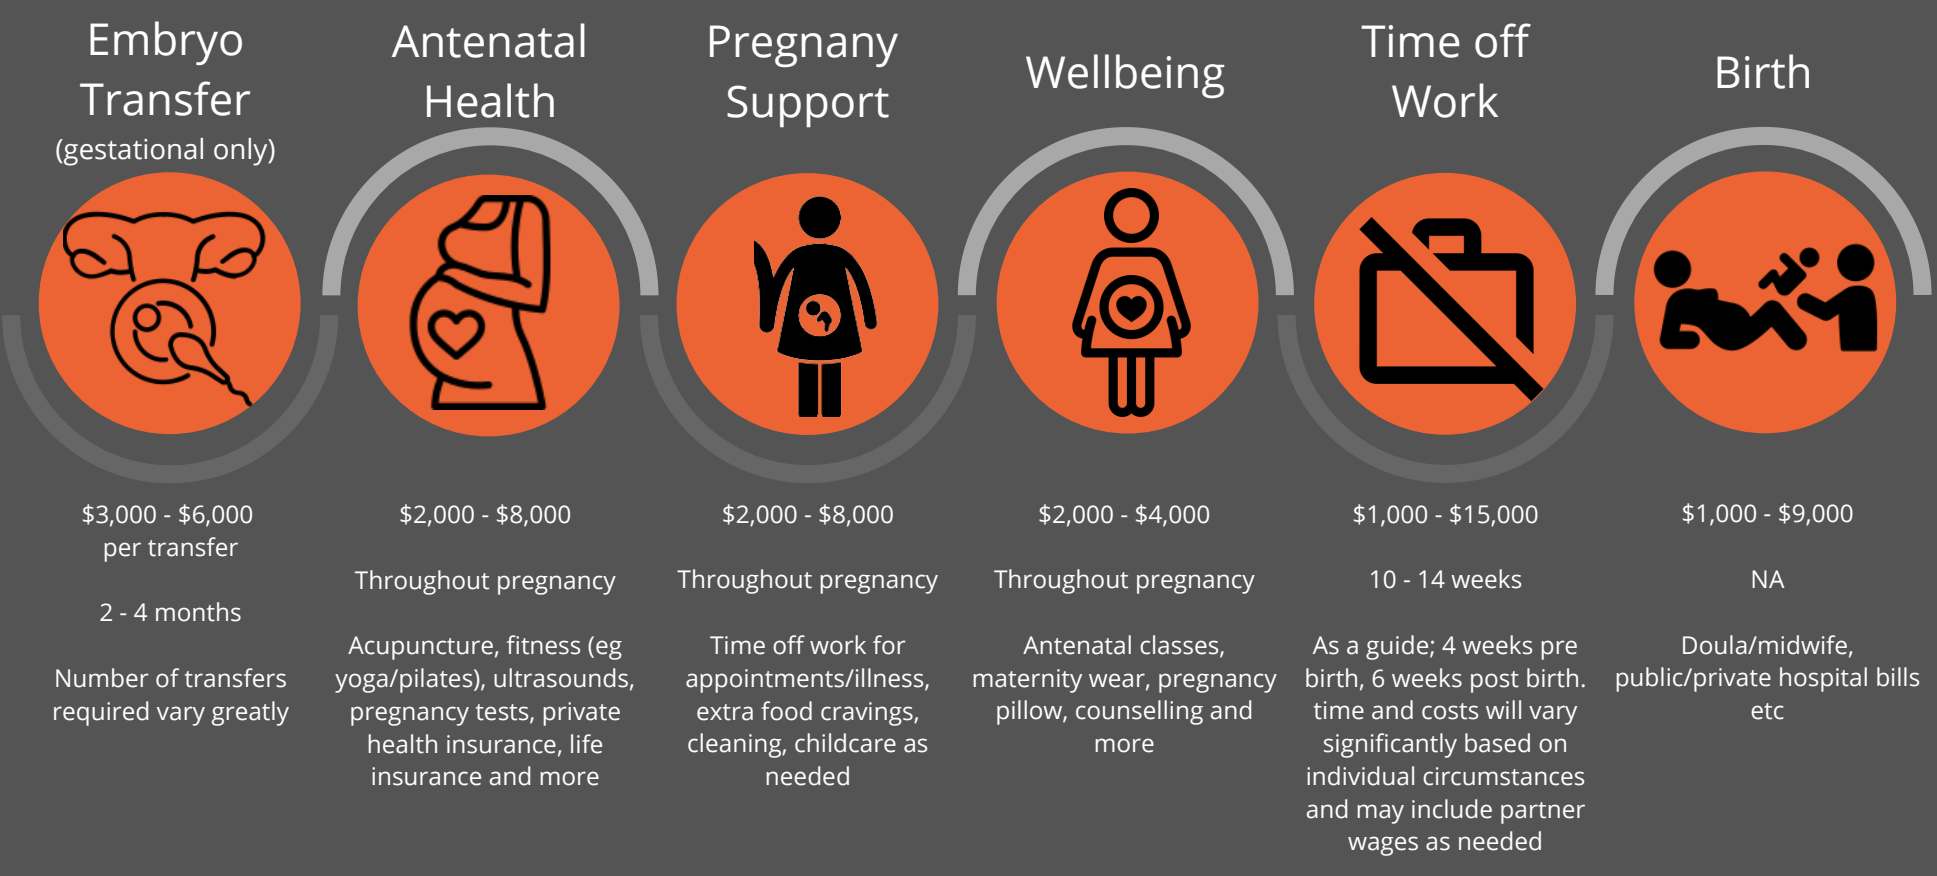 Embryo
Transfer
(gestational only)
$3,000 - $6,000
per transfer
2 - 4 months
Number of transfers
required vary greatly
Antenatal
Health
$2,000 - $8,000
Throughout pregnancy
Acupuncture, fitness (eg
yoga/pilates), ultrasounds,
pregnancy tests, private
health insurance, life
insurance and more
Pregnany
Support
$2,000 - $8,000
Throughout pregnancy
Time off work for
appointments/illness,
extra food cravings,
cleaning, childcare as
needed
Wellbeing
$2,000 - $4,000
Throughout pregnancy
Antenatal classes,
maternity wear, pregnancy
pillow, counselling and
more
Time off
Work
$1,000 - $15,000
10 - 14 weeks
As a guide; 4 weeks pre
birth, 6 weeks post birth.
time and costs will vary
significantly based on
individual circumstances
and may include partner
wages as needed
Birth
$1,000 - $9,000
NA
Doula/midwife,
public/private hospital bills
etc